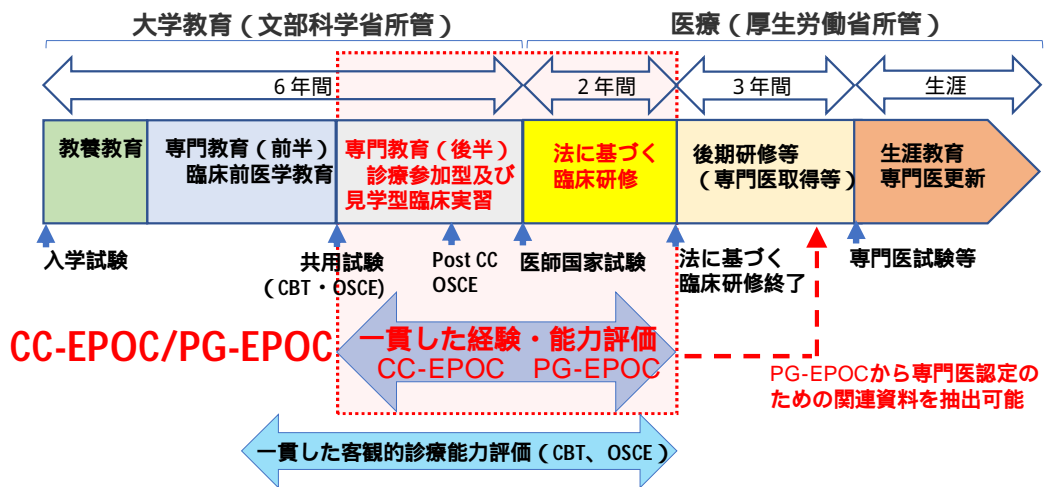 大学教育(文部科学省所管)
医療(厚生労働省所管)
6年間
2年間
3年間
生涯
教養教育
専門教育(前半)
臨床前医学教育
専門教育(後半)
診療参加型及び
見学型臨床実習
法に基づく
臨床研修
後期研修等
(専門医取得等)
生涯教育
専門医更新
入学試験
共用試験
(CBT・OSCE)
Post CC
OSCE
医師国家試験
法に基づく
臨床研修終了
専門医試験等
CC-EPOC/PG-EPOC
一貫した経験・能力評価
CC-EPOC PG-EPOC
PG-EPOCから専門医認定の
ための関連資料を抽出可能
一貫した客観的診療能力評価(CBT、OSCE)